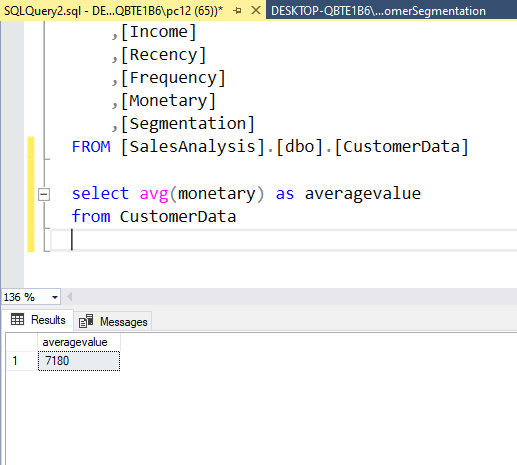 SQLQuery2.sql - DE...QBTE1B6\pc12 (65))*
DESKTOP-QBTE1B6\...omerSegmentation
,[Income]
,[Recency]
,[Frequency]
,[Monetary]
,[Segmentation]
FROM [SalesAnalysis].[dbo].[CustomerData]
select avg(monetary) as averagevalue
from CustomerData
136 %
Results
Messages
averagevalue
1 7180